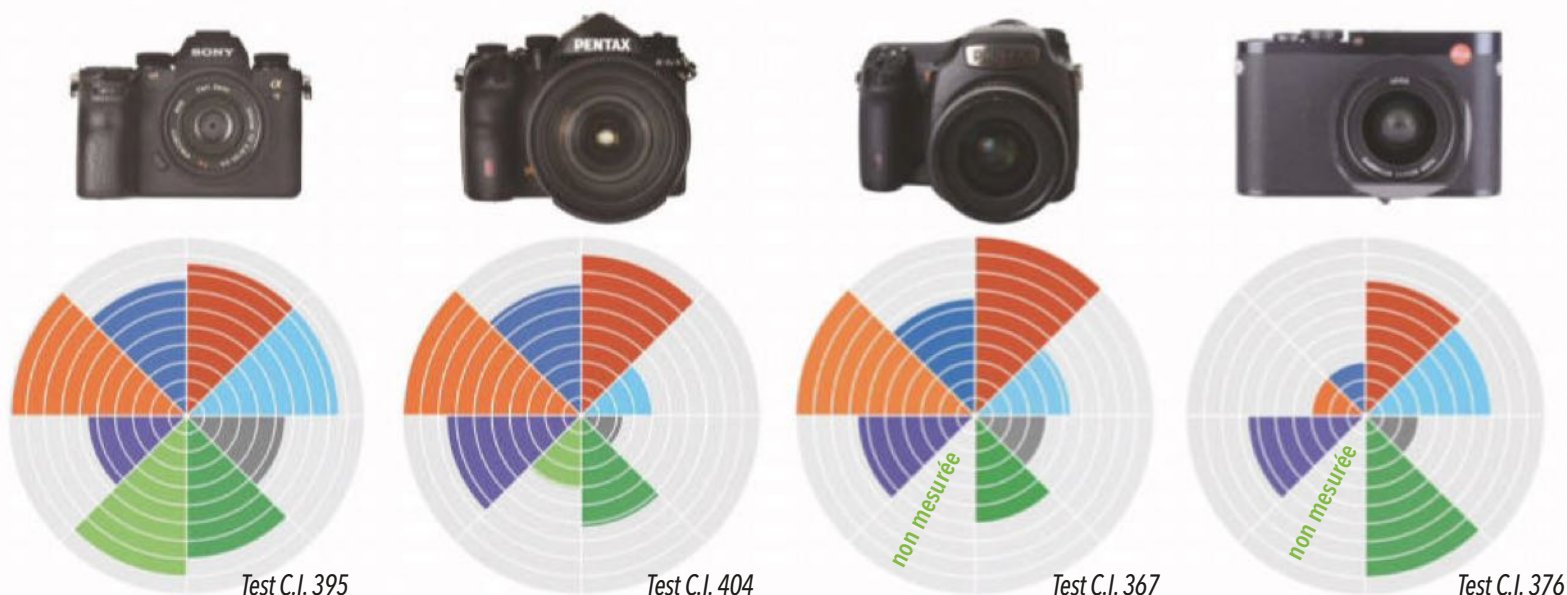 SONY
α
PENTAX
Test C.I. 395
Test C.I. 404
non mesurée
Test C.I. 367
non mesurée
Test C.I. 376